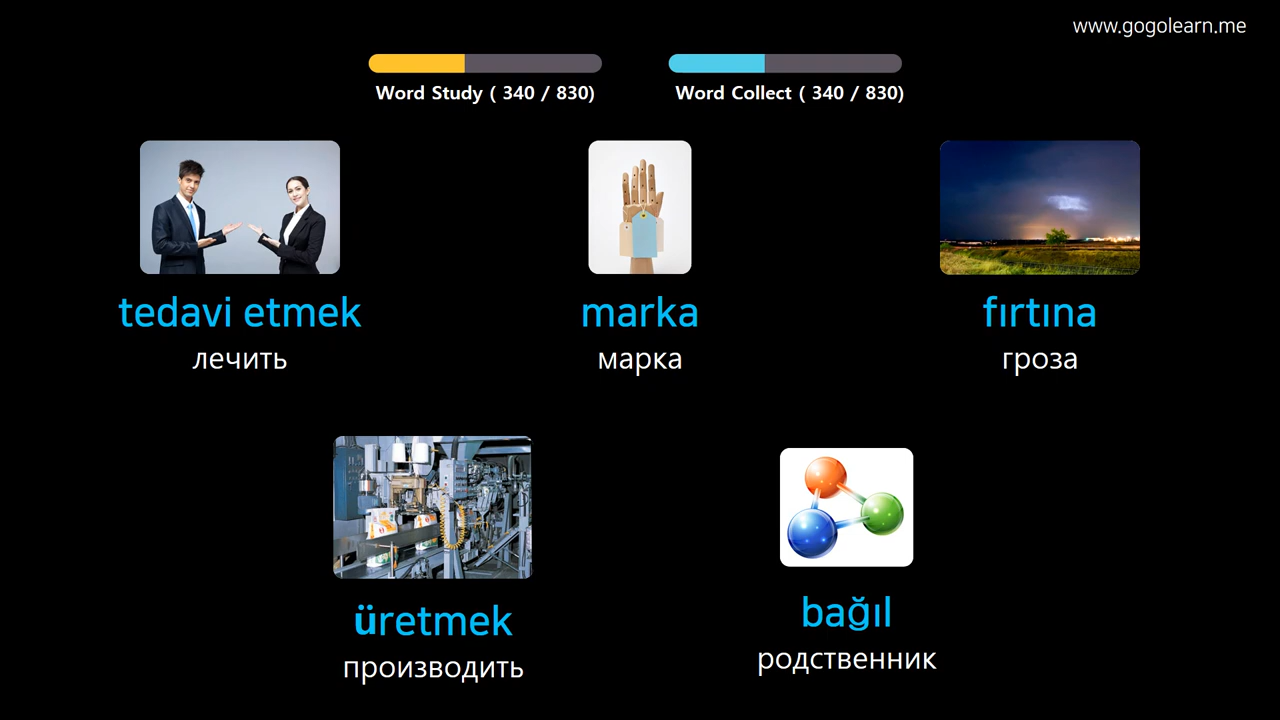 www.gogolearn.me
Word Study ( 340 / 830)
Word Collect ( 340 / 830)
tedavi etmek
лечить
marka
марка
fırtına
гроза
üretmek
производить
bağıl
родственник